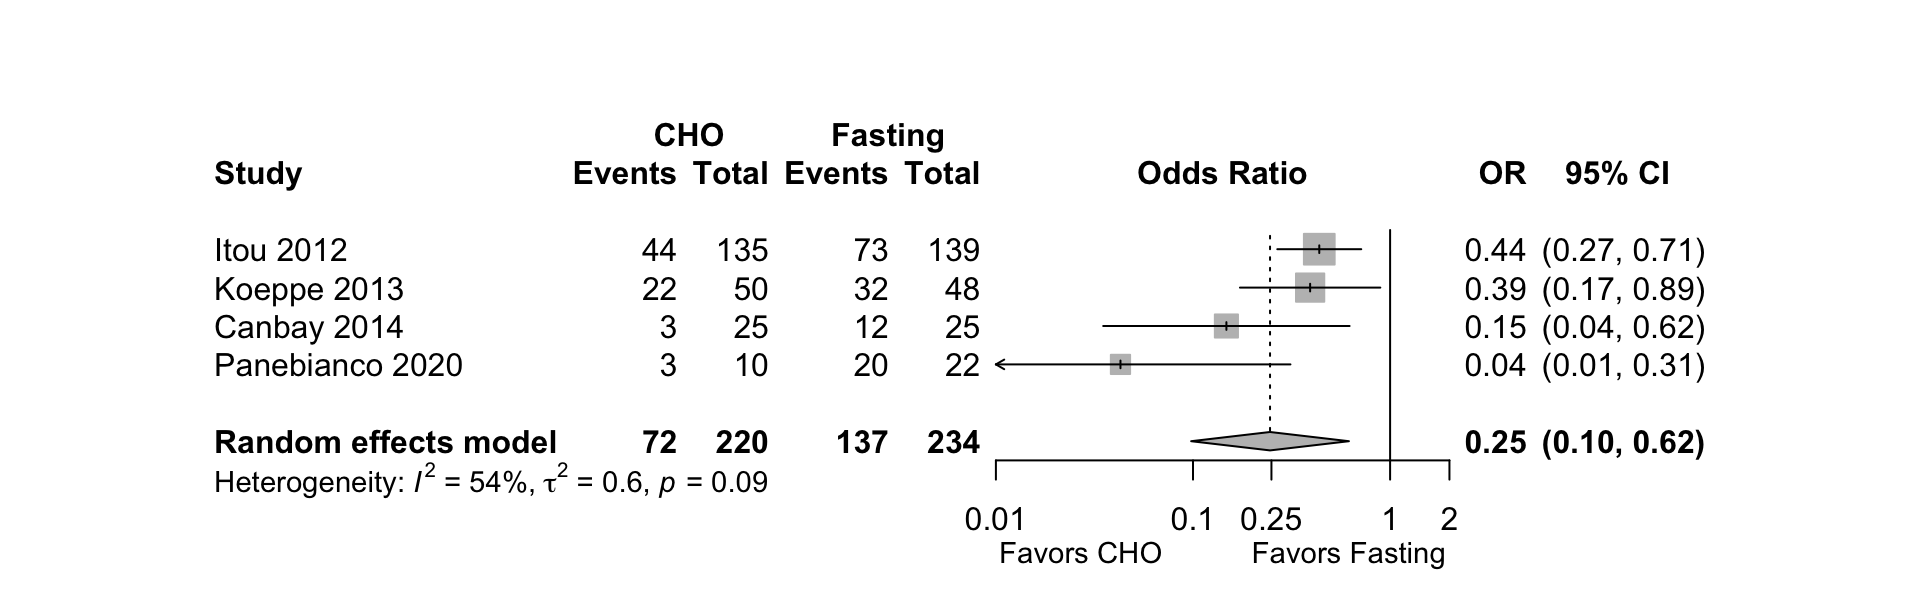 CHO Fasting
Study Events Total Events Total Odds Ratio OR 95% CI
Itou 2012 44 135 73 139 0.44 (0.27, 0.71)
Koeppe 2013 22 50 32 48 0.39 (0.17, 0.89)
Canbay 2014 3 25 12 25 0.15 (0.04, 0.62)
Panebianco 2020 3 10 20 22 0.04 (0.01, 0.31)
Random effects model 72 220 137 234 0.25 (0.10, 0.62)
Heterogeneity: I² = 54%, τ² = 0.6, p = 0.09
0.01 0.1 0.25 1 2
Favors CHO Favors Fasting